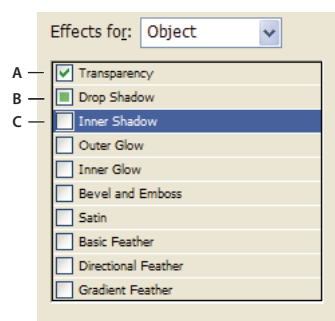 Effects for: Object
A — Transparency
B — Drop Shadow
C — Inner Shadow
Outer Glow
Inner Glow
Bevel and Emboss
Satin
Basic Feather
Directional Feather
Gradient Feather